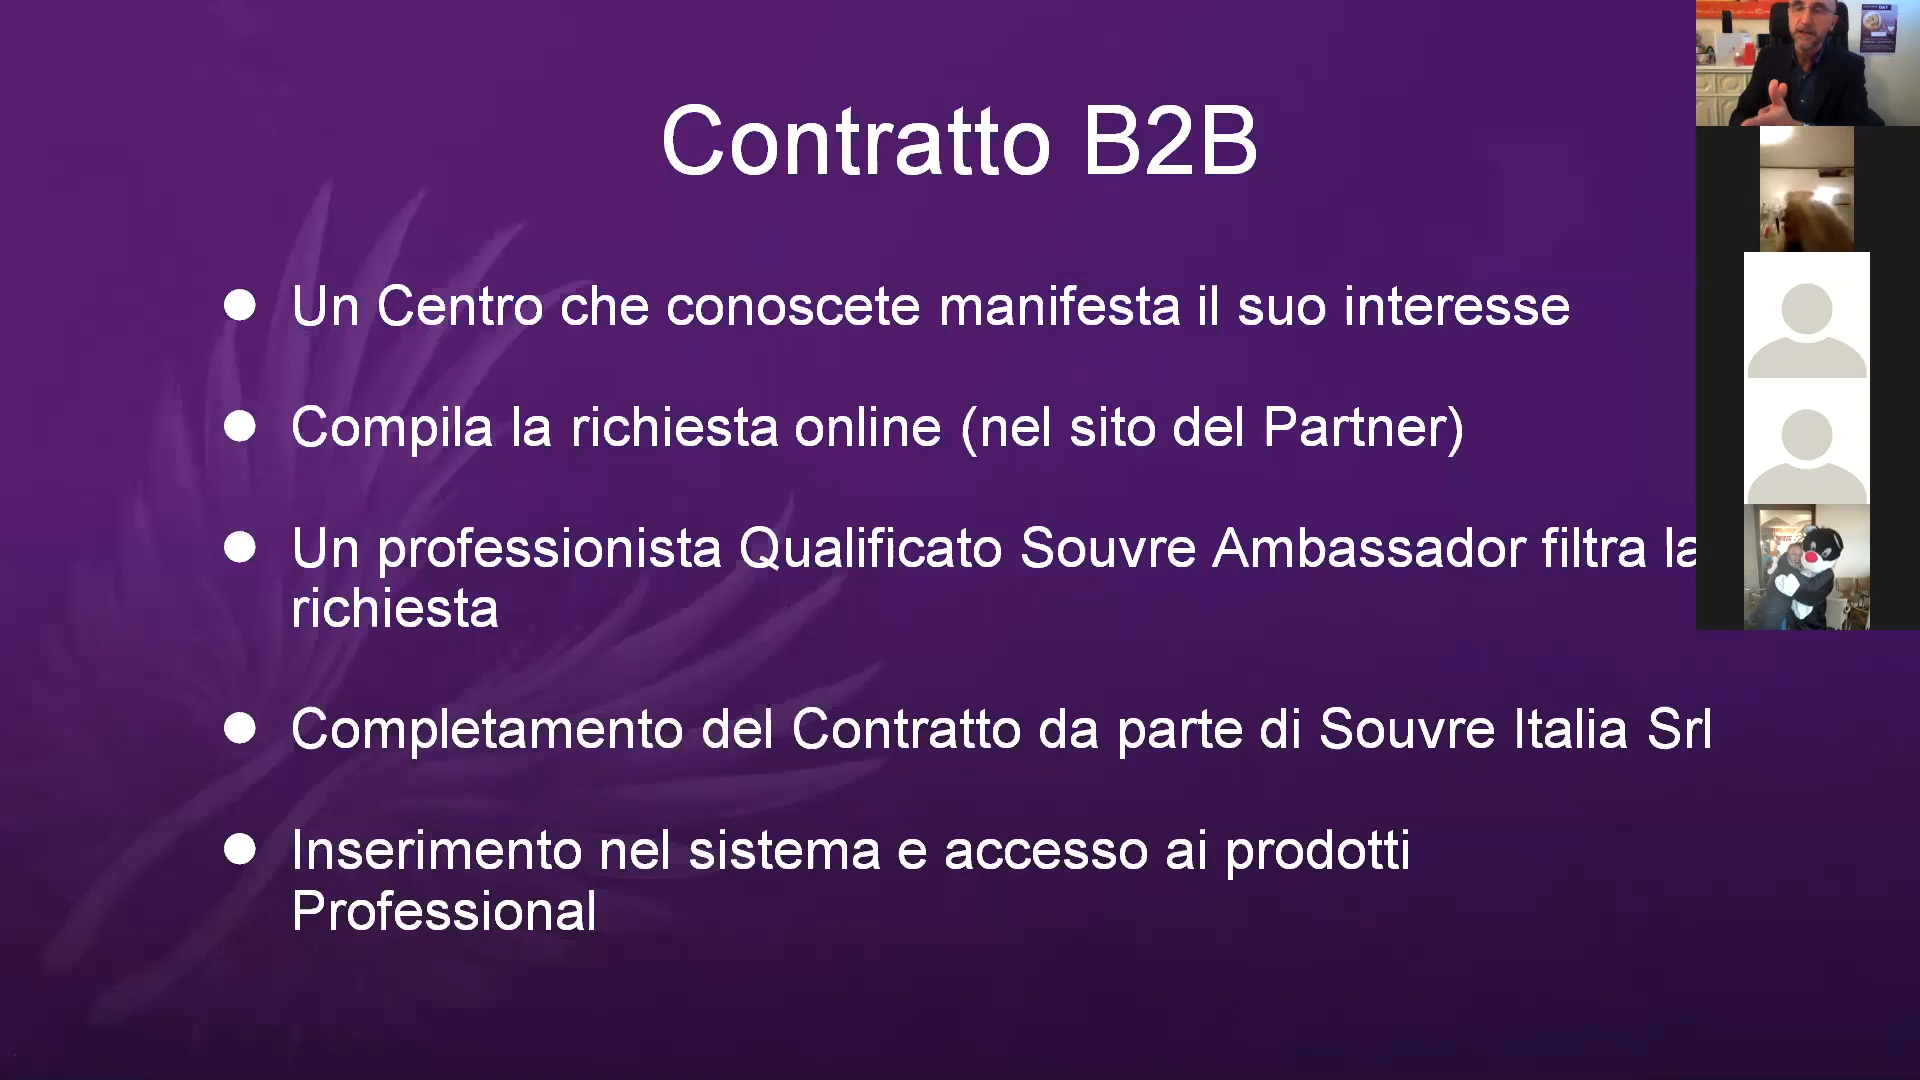 Contratto B2B
● Un Centro che conoscete manifesta il suo interesse
● Compila la richiesta online (nel sito del Partner)
● Un professionista Qualificato Souvre Ambassador filtra la
richiesta
● Completamento del Contratto da parte di Souvre Italia Srl
● Inserimento nel sistema e accesso ai prodotti
Professional
DAY